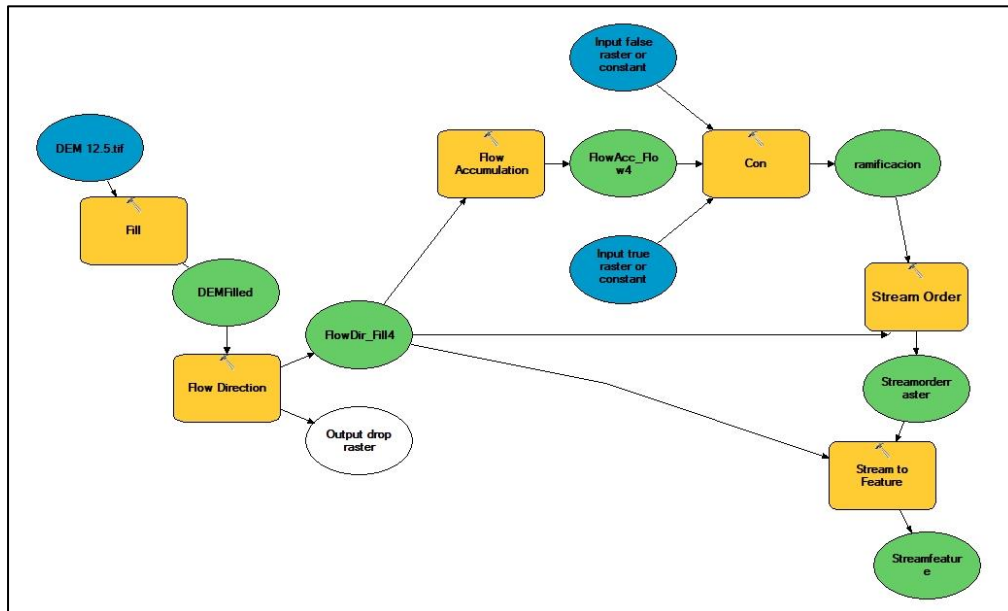 DEM 12.5.tif
Fill
DEMFilled
Flow Direction
FlowDir_Fill4
Output drop
raster
Flow
Accumulation
FlowAcc_Flo
w4
Input false
raster or
constant
Input true
raster or
constant
Con
ramificacion
Stream Order
Streamorderr
aster
Stream to
Feature
Streamfeatur
e